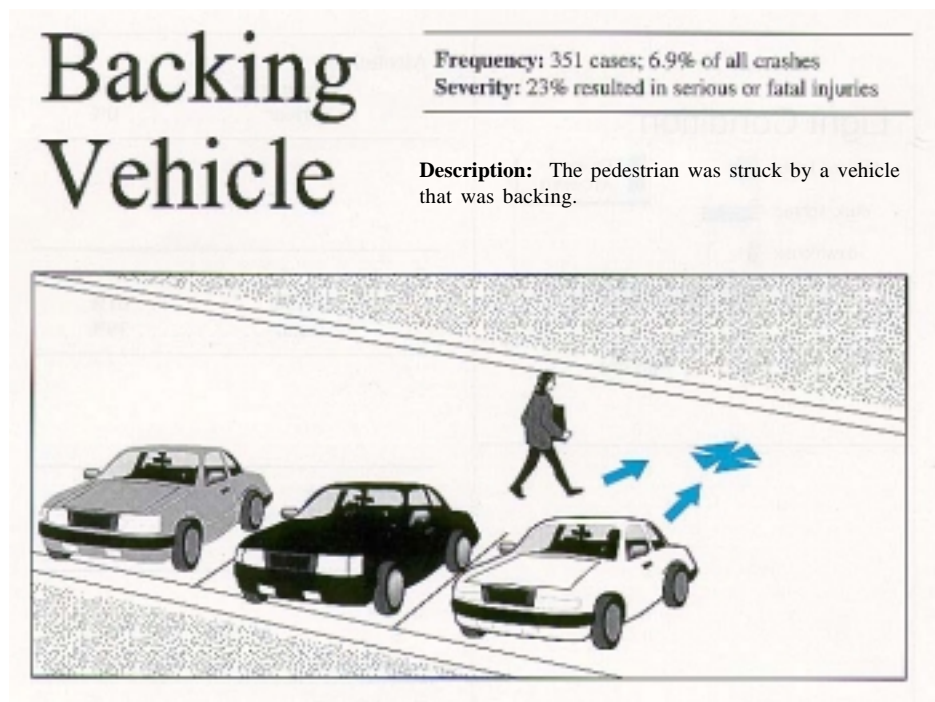 Backing
Vehicle
Frequency: 351 cases; 6.9% of all crashes
Severity: 23% resulted in serious or fatal injuries
Description: The pedestrian was struck by a vehicle
that was backing.